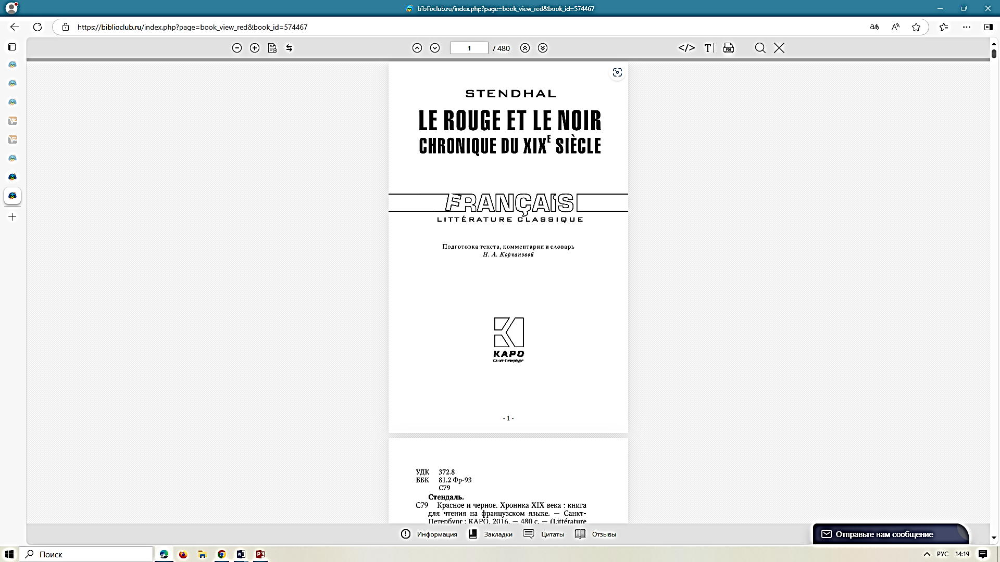 biblioclub.ru/index.php?page=book_view_red&book_id=574467
https://biblioclub.ru/index.php?page=book_view_red&book_id=574467
1 / 480
STENDHAL
LE ROUGE ET LE NOIR
CHRONIQUE DU XIXE SIÈCLE
FRANÇAIS
LITTÉRATURE CLASSIQUE
Подготовка текста, комментарии и словарь
Н. А. Корчановой
КАРО
Санкт-Петербург
- 1 -
УДК 372.8
ББК 81.2 Фр-93
С79
Стендаль.
С79 Красное и черное. Хроника XIX века : книга
для чтения на французском языке. — Санкт-
Петербург : КАРО, 2016. — 480 с. — (Littérature
Информация Закладки Цитаты Отзывы
Отправьте нам сообщение
Поиск
РУС 14:19